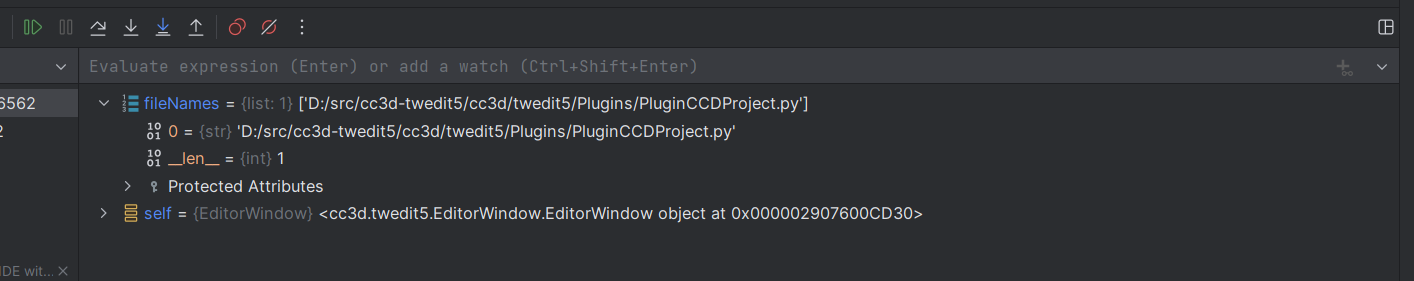 Evaluate expression (Enter) or add a watch (Ctrl+Shift+Enter)
6562
fileNames = {list: 1} ['D:/src/cc3d-twedit5/cc3d/twedit5/Plugins/PluginCCDProject.py']
2
0 = {str} 'D:/src/cc3d-twedit5/cc3d/twedit5/Plugins/PluginCCDProject.py'
__len__ = {int} 1
Protected Attributes
self = {EditorWindow} <cc3d.twedit5.EditorWindow.EditorWindow object at 0x000002907600CD30>
IDE wit...